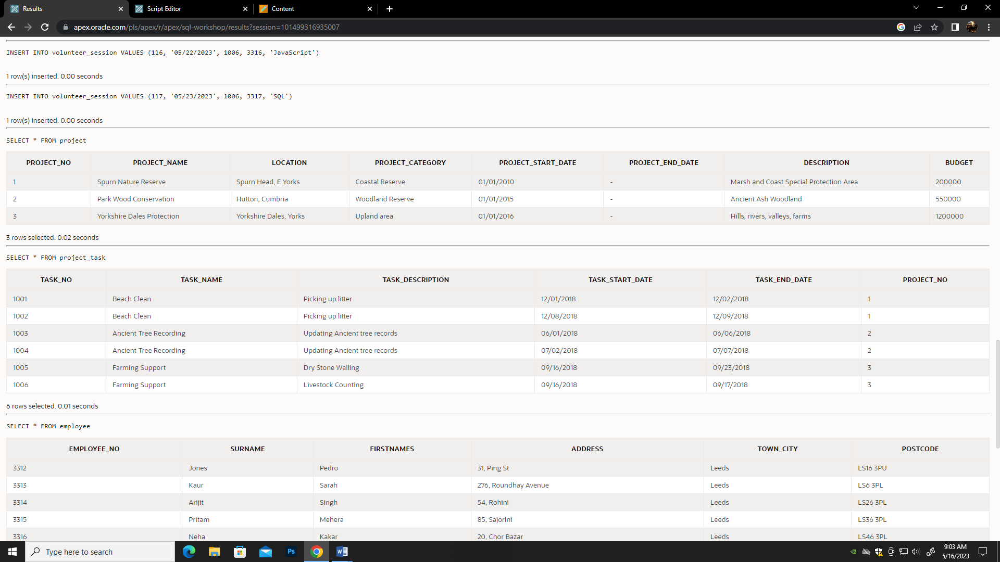 Results
Script Editor
Content
apex.oracle.com/pls/apex/r/apex/sql-workshop/results?session=101499316935007
INSERT INTO volunteer_session VALUES (116, '05/22/2023', 1006, 3316, 'JavaScript')
1 row(s) inserted. 0.00 seconds
INSERT INTO volunteer_session VALUES (117, '05/23/2023', 1006, 3317, 'SQL')
1 row(s) inserted. 0.00 seconds
SELECT * FROM project
PROJECT_NO PROJECT_NAME LOCATION PROJECT_CATEGORY PROJECT_START_DATE PROJECT_END_DATE DESCRIPTION BUDGET
1 Spurn Nature Reserve Spurn Head, E Yorks Coastal Reserve 01/01/2010 - Marsh and Coast Special Protection Area 200000
2 Park Wood Conservation Hutton, Cumbria Woodland Reserve 01/01/2015 - Ancient Ash Woodland 550000
3 Yorkshire Dales Protection Yorkshire Dales, Yorks Upland area 01/01/2016 - Hills, rivers, valleys, farms 1200000
3 rows selected. 0.02 seconds
SELECT * FROM project_task
TASK_NO TASK_NAME TASK_DESCRIPTION TASK_START_DATE TASK_END_DATE PROJECT_NO
1001 Beach Clean Picking up litter 12/01/2018 12/02/2018 1
1002 Beach Clean Picking up litter 12/08/2018 12/09/2018 1
1003 Ancient Tree Recording Updating Ancient tree records 06/01/2018 06/06/2018 2
1004 Ancient Tree Recording Updating Ancient tree records 07/02/2018 07/07/2018 2
1005 Farming Support Dry Stone Walling 09/16/2018 09/23/2018 3
1006 Farming Support Livestock Counting 09/16/2018 09/17/2018 3
6 rows selected. 0.01 seconds
SELECT * FROM employee
EMPLOYEE_NO SURNAME FIRSTNAMES ADDRESS TOWN_CITY POSTCODE
3312 Jones Pedro 31, Ping St Leeds LS16 3PU
3313 Kaur Sarah 276, Roundhay Avenue Leeds LS6 3PL
3314 Arijit Singh 54, Rohini Leeds LS26 3PL
3315 Pritam Mehera 85, Sajorini Leeds LS36 3PL
3316 Neha Kakar 20, Chor Bazar Leeds LS46 3PL
Type here to search
Ps
9:03 AM
5/16/2023